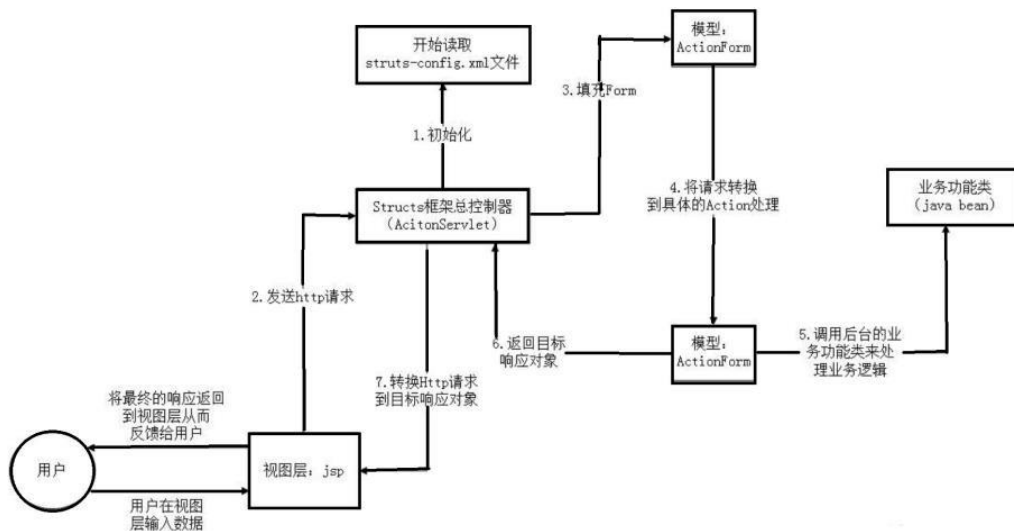 开始读取
struts-config.xml文件
模型：
ActionForm
3.填充Form
1.初始化
4.将请求转换
到具体的Action处理
业务功能类
（java bean）
Structs框架总控制器
（AcitonServlet）
2.发送http请求
6.返回目标
响应对象
模型：
ActionForm
5.调用后台的业
务功能类来处
理业务逻辑
7.转换Http请求
到目标响应对象
将最终的响应返回
到视图层从而
反馈给用户
用户
视图层：jsp
用户在视图
层输入数据